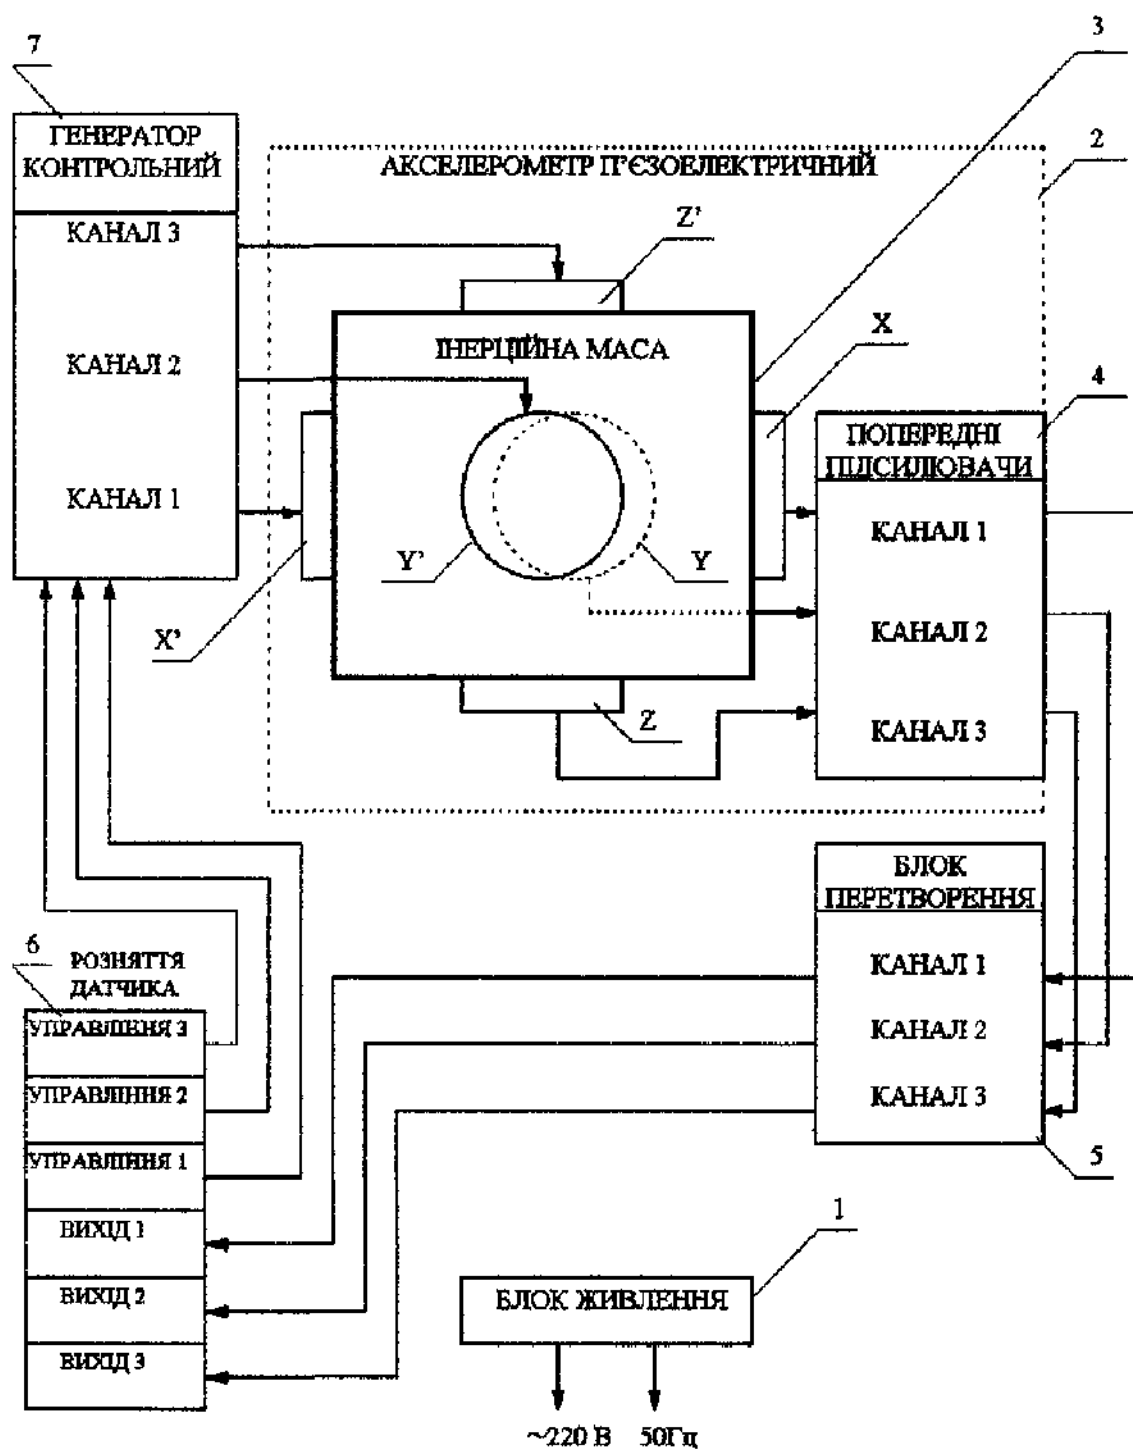 7
ГЕНЕРАТОР
КОНТРОЛЬНИЙ
КАНАЛ 3
КАНАЛ 2
КАНАЛ 1
3
2
АКСЕЛЕРОМЕТР П'ЄЗОЕЛЕКТРИЧНИЙ
Z'
ІНЕРЦІЙНА МАСА
X
4
ПОПЕРЕДНІ
ПІДСИЛЮВАЧИ
КАНАЛ 1
КАНАЛ 2
КАНАЛ 3
Y'
Y
X'
Z
БЛОК
ПЕРЕТВОРЕННЯ
КАНАЛ 1
КАНАЛ 2
КАНАЛ 3
5
6
РОЗНЯТТЯ
ДАТЧИКА
УПРАВЛІННЯ 3
УПРАВЛІННЯ 2
УПРАВЛІННЯ 1
ВИХІД 1
ВИХІД 2
ВИХІД 3
1
БЛОК ЖИВЛЕННЯ
~220 В 50Гц